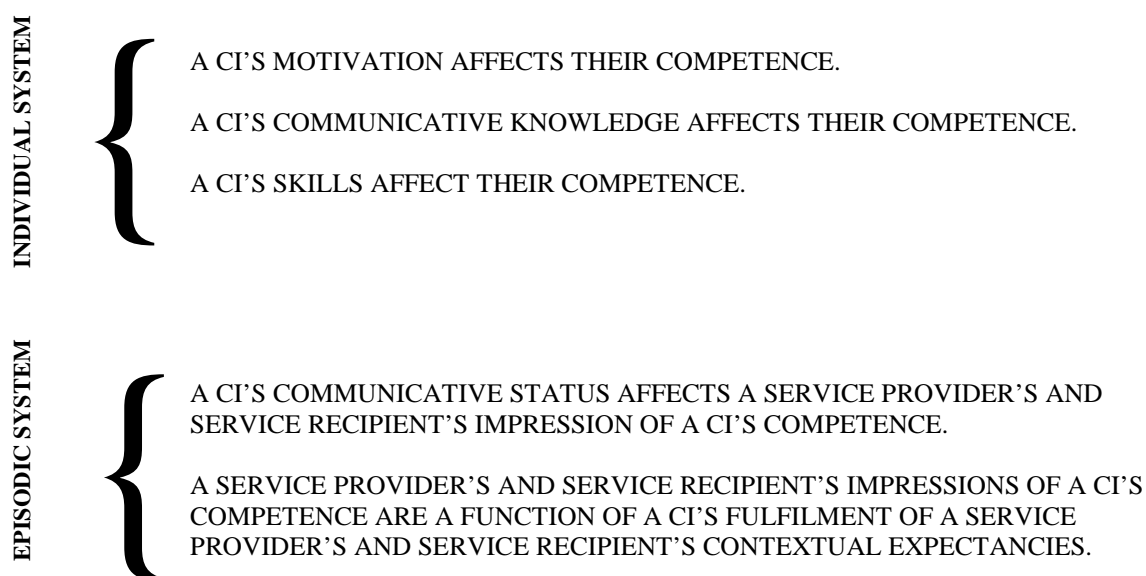 INDIVIDUAL SYSTEM
A CI’S MOTIVATION AFFECTS THEIR COMPETENCE.
A CI’S COMMUNICATIVE KNOWLEDGE AFFECTS THEIR COMPETENCE.
A CI’S SKILLS AFFECT THEIR COMPETENCE.
EPISODIC SYSTEM
A CI’S COMMUNICATIVE STATUS AFFECTS A SERVICE PROVIDER’S AND
SERVICE RECIPIENT’S IMPRESSION OF A CI’S COMPETENCE.
A SERVICE PROVIDER’S AND SERVICE RECIPIENT’S IMPRESSIONS OF A CI’S
COMPETENCE ARE A FUNCTION OF A CI’S FULFILMENT OF A SERVICE
PROVIDER’S AND SERVICE RECIPIENT’S CONTEXTUAL EXPECTANCIES.